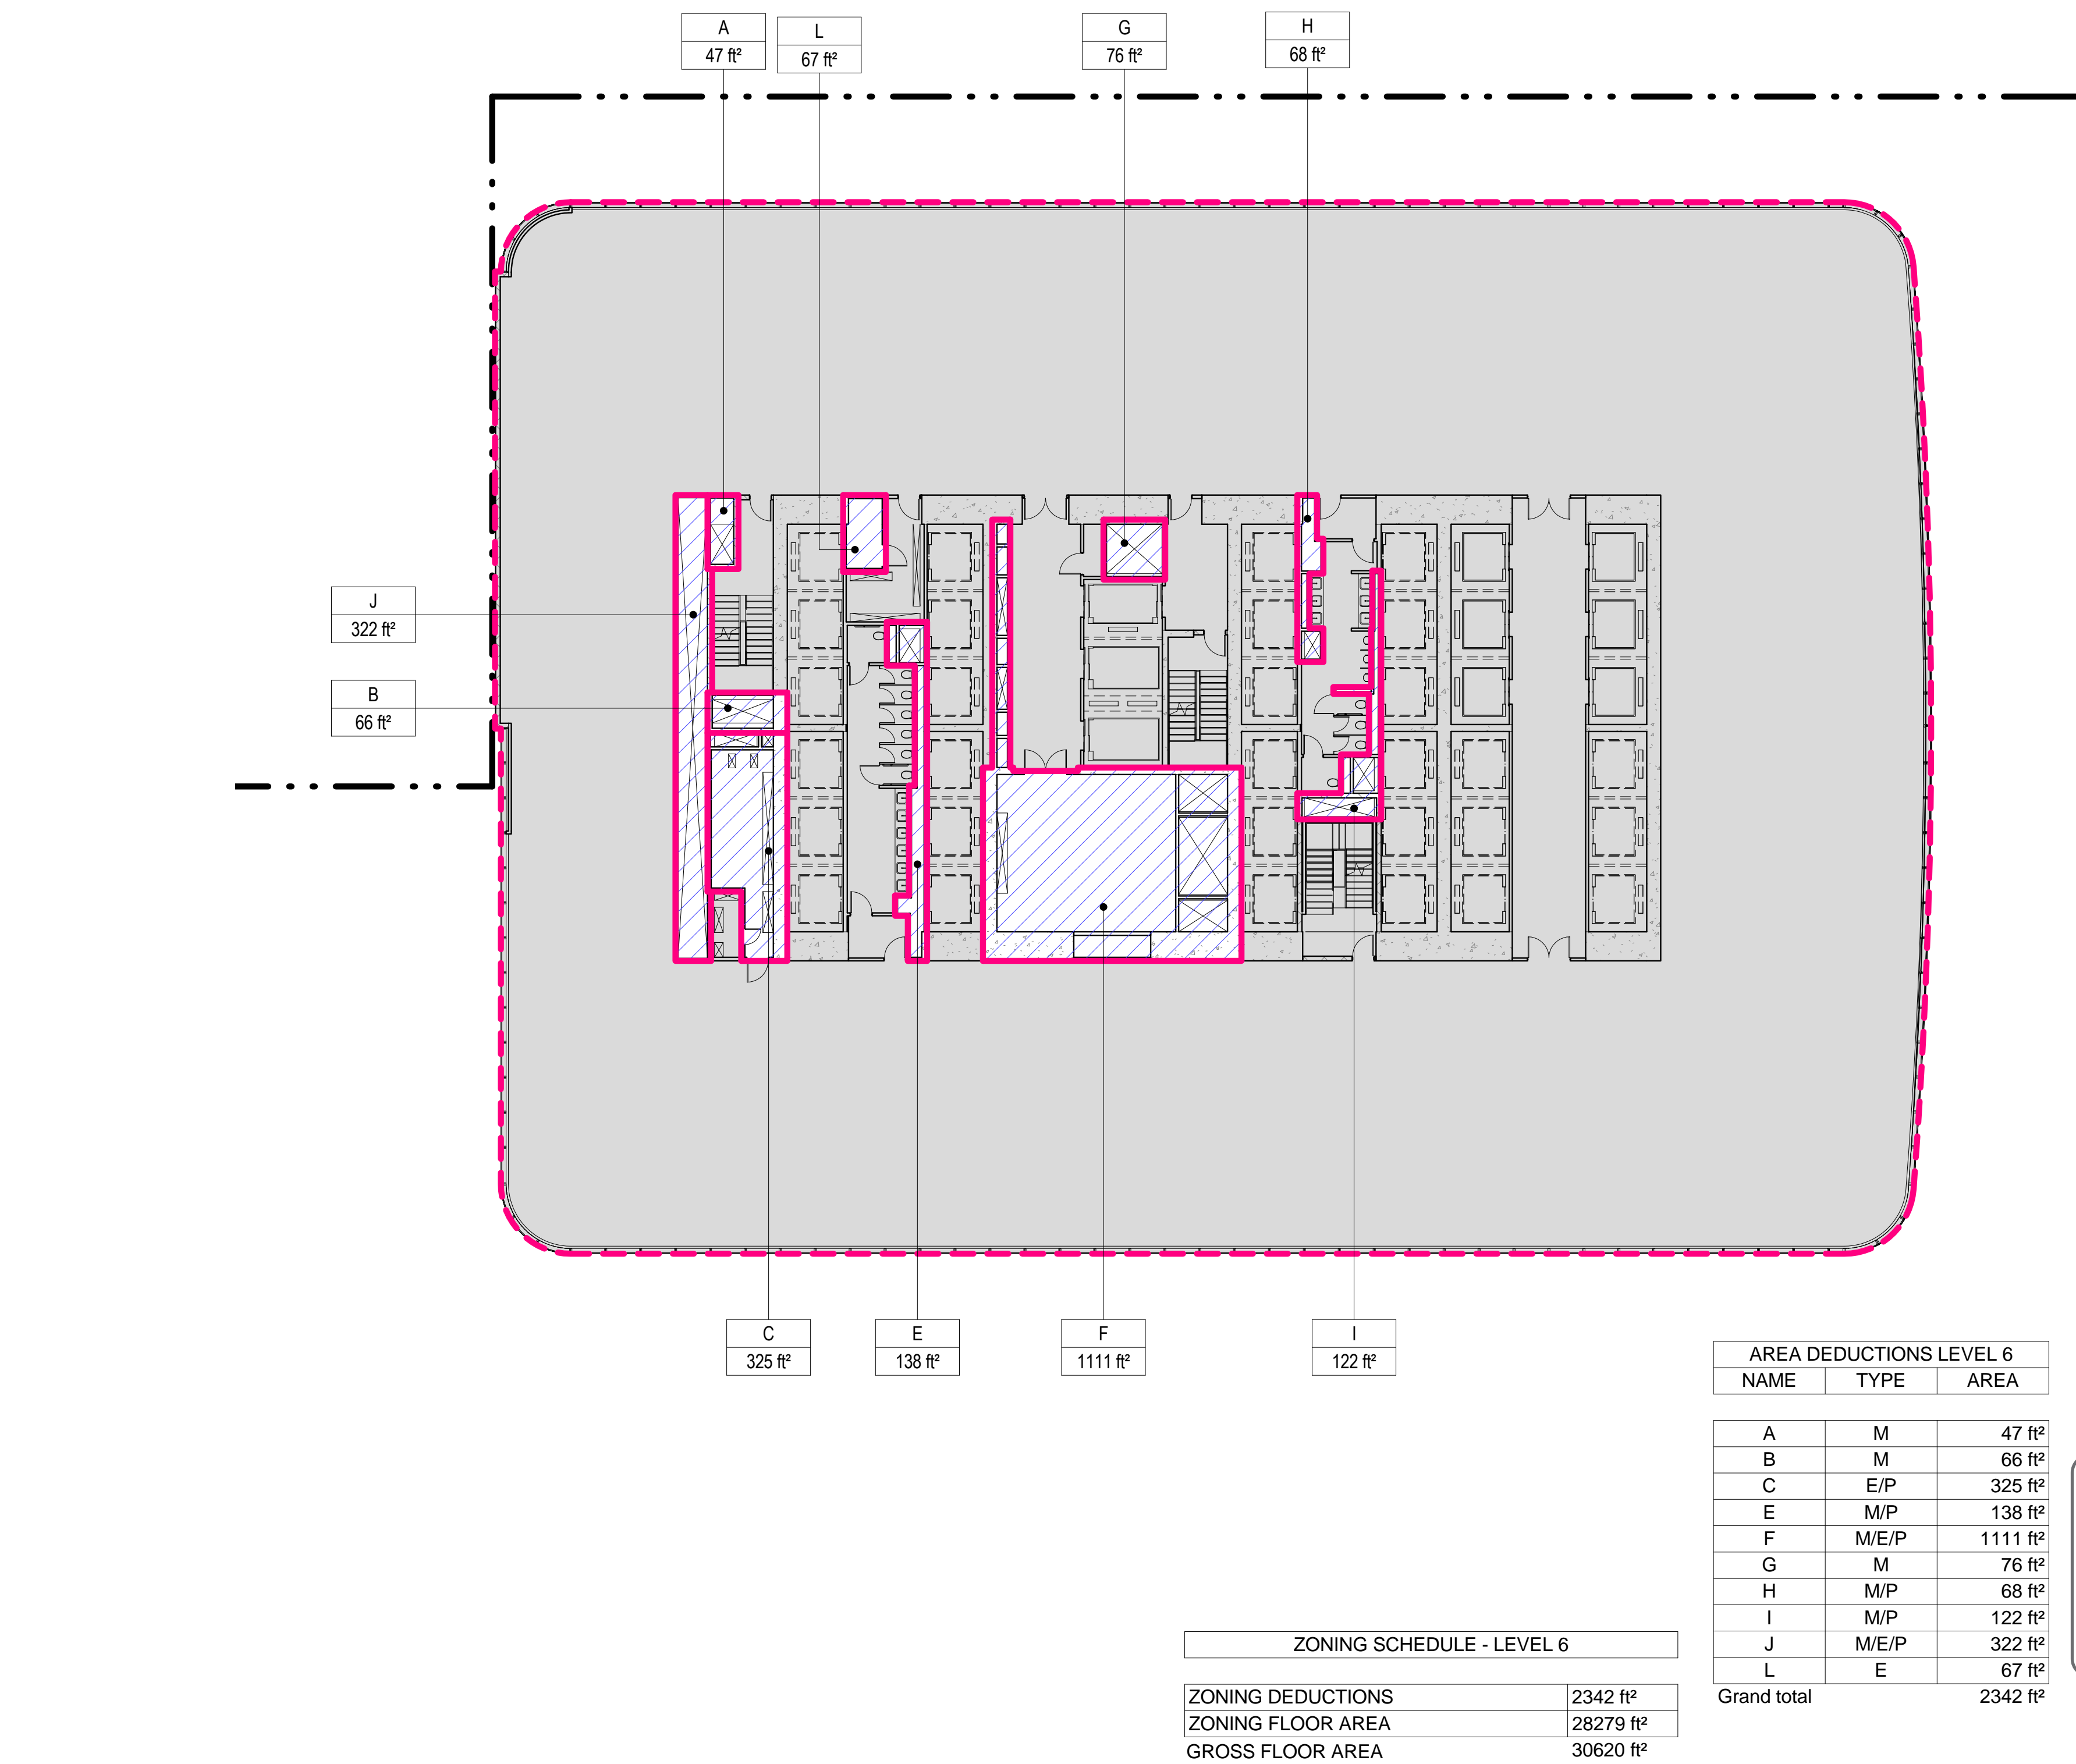 A
47 ft²
L
67 ft²
G
76 ft²
H
68 ft²
J
322 ft²
B
66 ft²
C
325 ft²
E
138 ft²
F
1111 ft²
I
122 ft²
AREA DEDUCTIONS LEVEL 6
NAME TYPE AREA
A M 47 ft²
B M 66 ft²
C E/P 325 ft²
E M/P 138 ft²
F M/E/P 1111 ft²
G M 76 ft²
H M/P 68 ft²
I M/P 122 ft²
J M/E/P 322 ft²
L E 67 ft²
Grand total 2342 ft²
ZONING SCHEDULE - LEVEL 6
ZONING DEDUCTIONS 2342 ft²
ZONING FLOOR AREA 28279 ft²
GROSS FLOOR AREA 30620 ft²